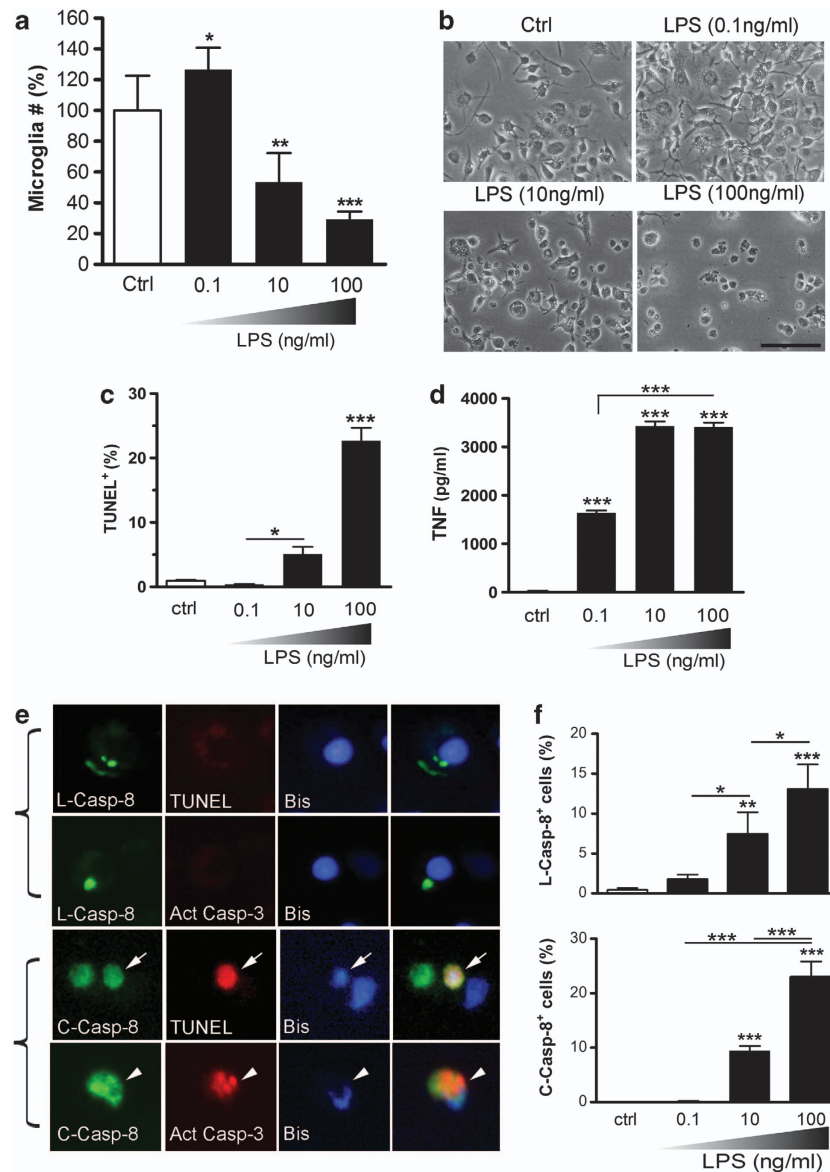 a
Microglia # (%)
160
140
120
100
80
60
40
20
0
*
**
***
Ctrl 0.1 10 100
LPS (ng/ml)
b
Ctrl LPS (0.1ng/ml)
LPS (10ng/ml) LPS (100ng/ml)
c
TUNEL+ (%)
30
20
10
0
*
***
ctrl 0.1 10 100
LPS (ng/ml)
d
TNF (pg/ml)
4000
3000
2000
1000
0
***
*** *** ***
ctrl 0.1 10 100
LPS (ng/ml)
e
L-Casp-8 TUNEL Bis
L-Casp-8 Act Casp-3 Bis
C-Casp-8 TUNEL Bis
C-Casp-8 Act Casp-3 Bis
f
L-Casp-8+ cells (%)
20
15
10
5
0
*
*
**
***
C-Casp-8+ cells (%)
30
20
10
0
*** ***
***
***
ctrl 0.1 10 100
LPS (ng/ml)